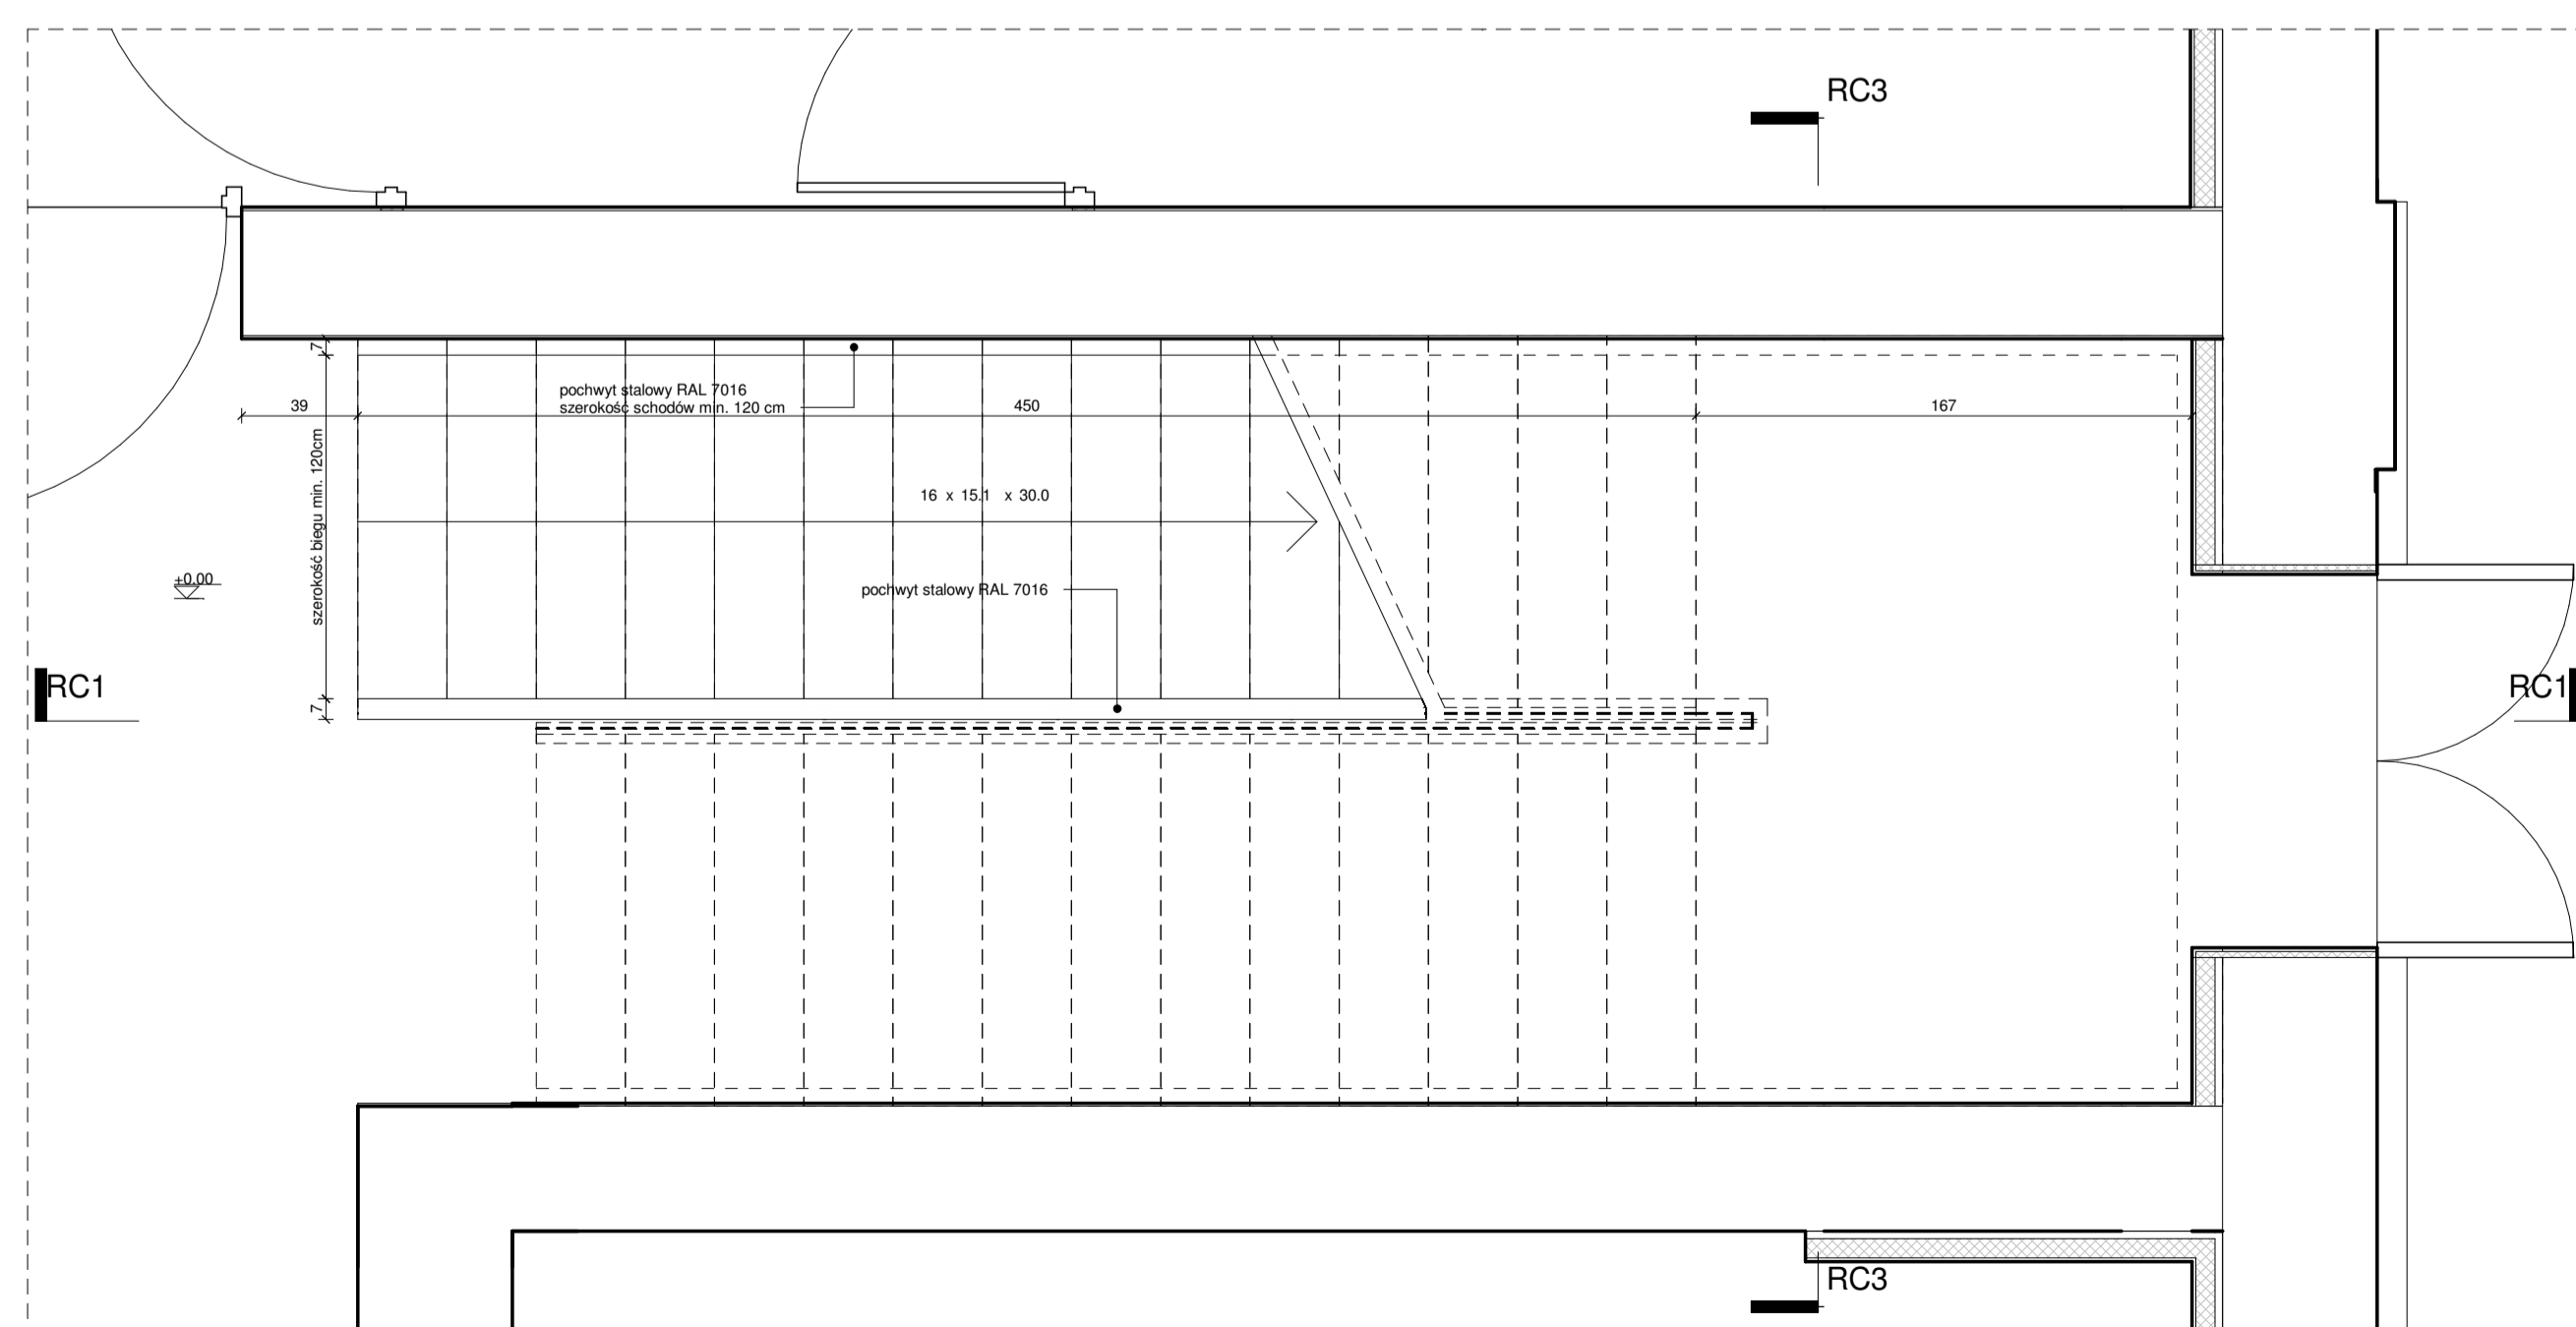 RC3
7
pochwyt stalowy RAL 7016
szerokość schodów min. 120 cm
39
450
167
szerokość biegu min. 120cm
16 x 15.1 x 30.0
±0.00
pochwyt stalowy RAL 7016
RC1
RC1
7
RC3